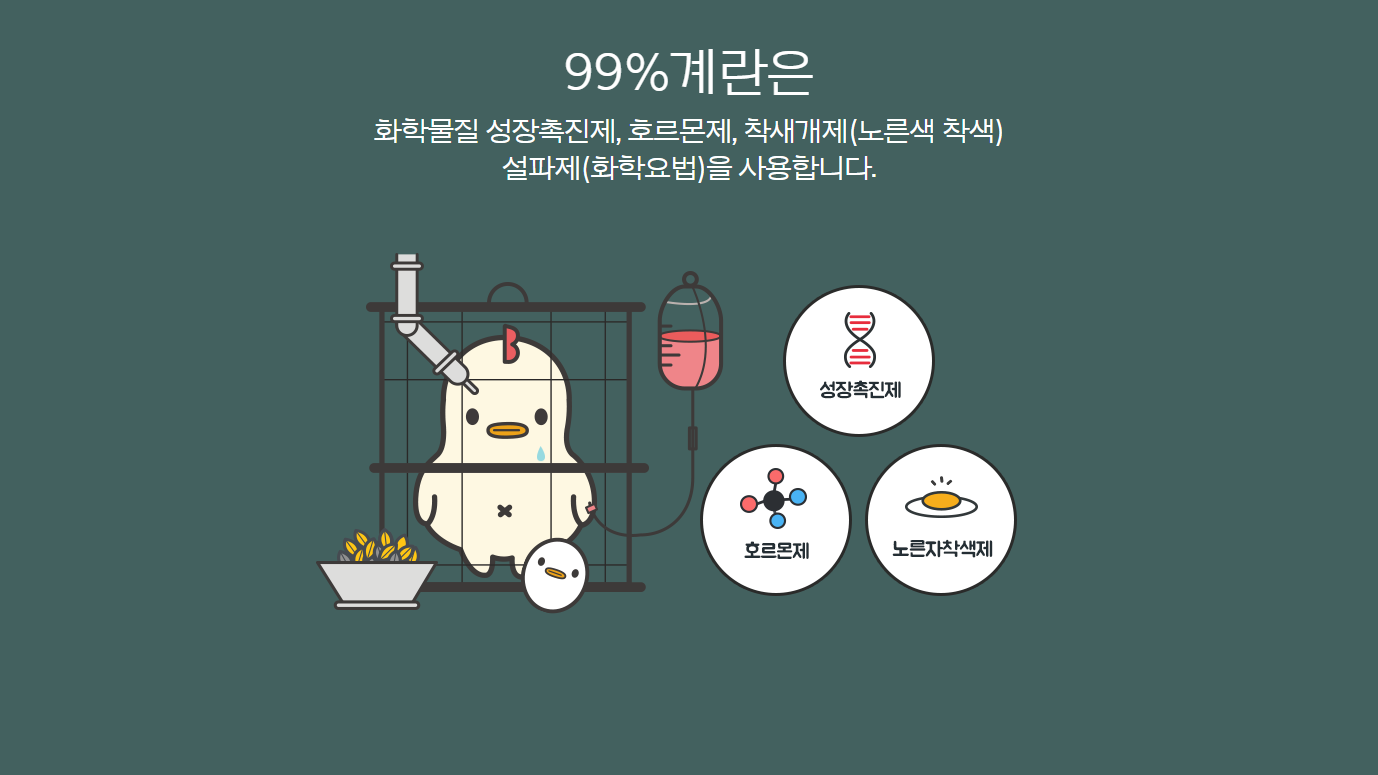 99%계란은
화학물질 성장촉진제, 호르몬제, 착새개제(노른색 착색)
설파제(화학요법)을 사용합니다.
성장촉진제
호르몬제
노른자착색제